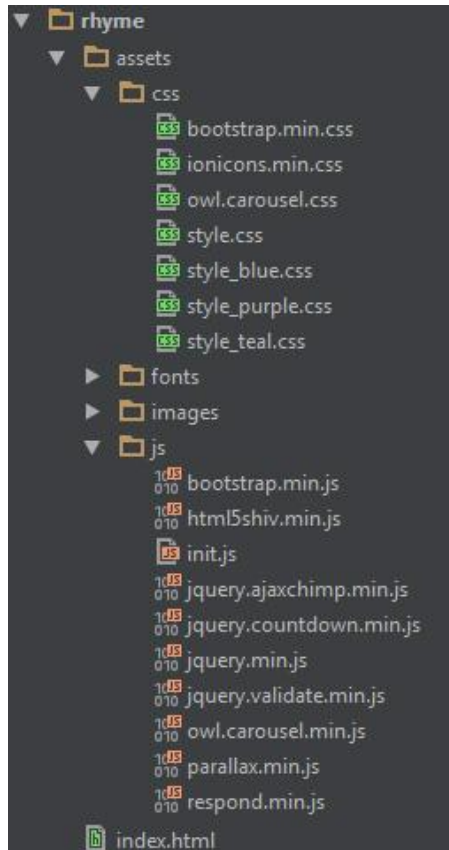 rhyme
assets
css
bootstrap.min.css
ionicons.min.css
owl.carousel.css
style.css
style_blue.css
style_purple.css
style_teal.css
fonts
images
js
bootstrap.min.js
html5shiv.min.js
init.js
jquery.ajaxchimp.min.js
jquery.countdown.min.js
jquery.min.js
jquery.validate.min.js
owl.carousel.min.js
parallax.min.js
respond.min.js
index.html